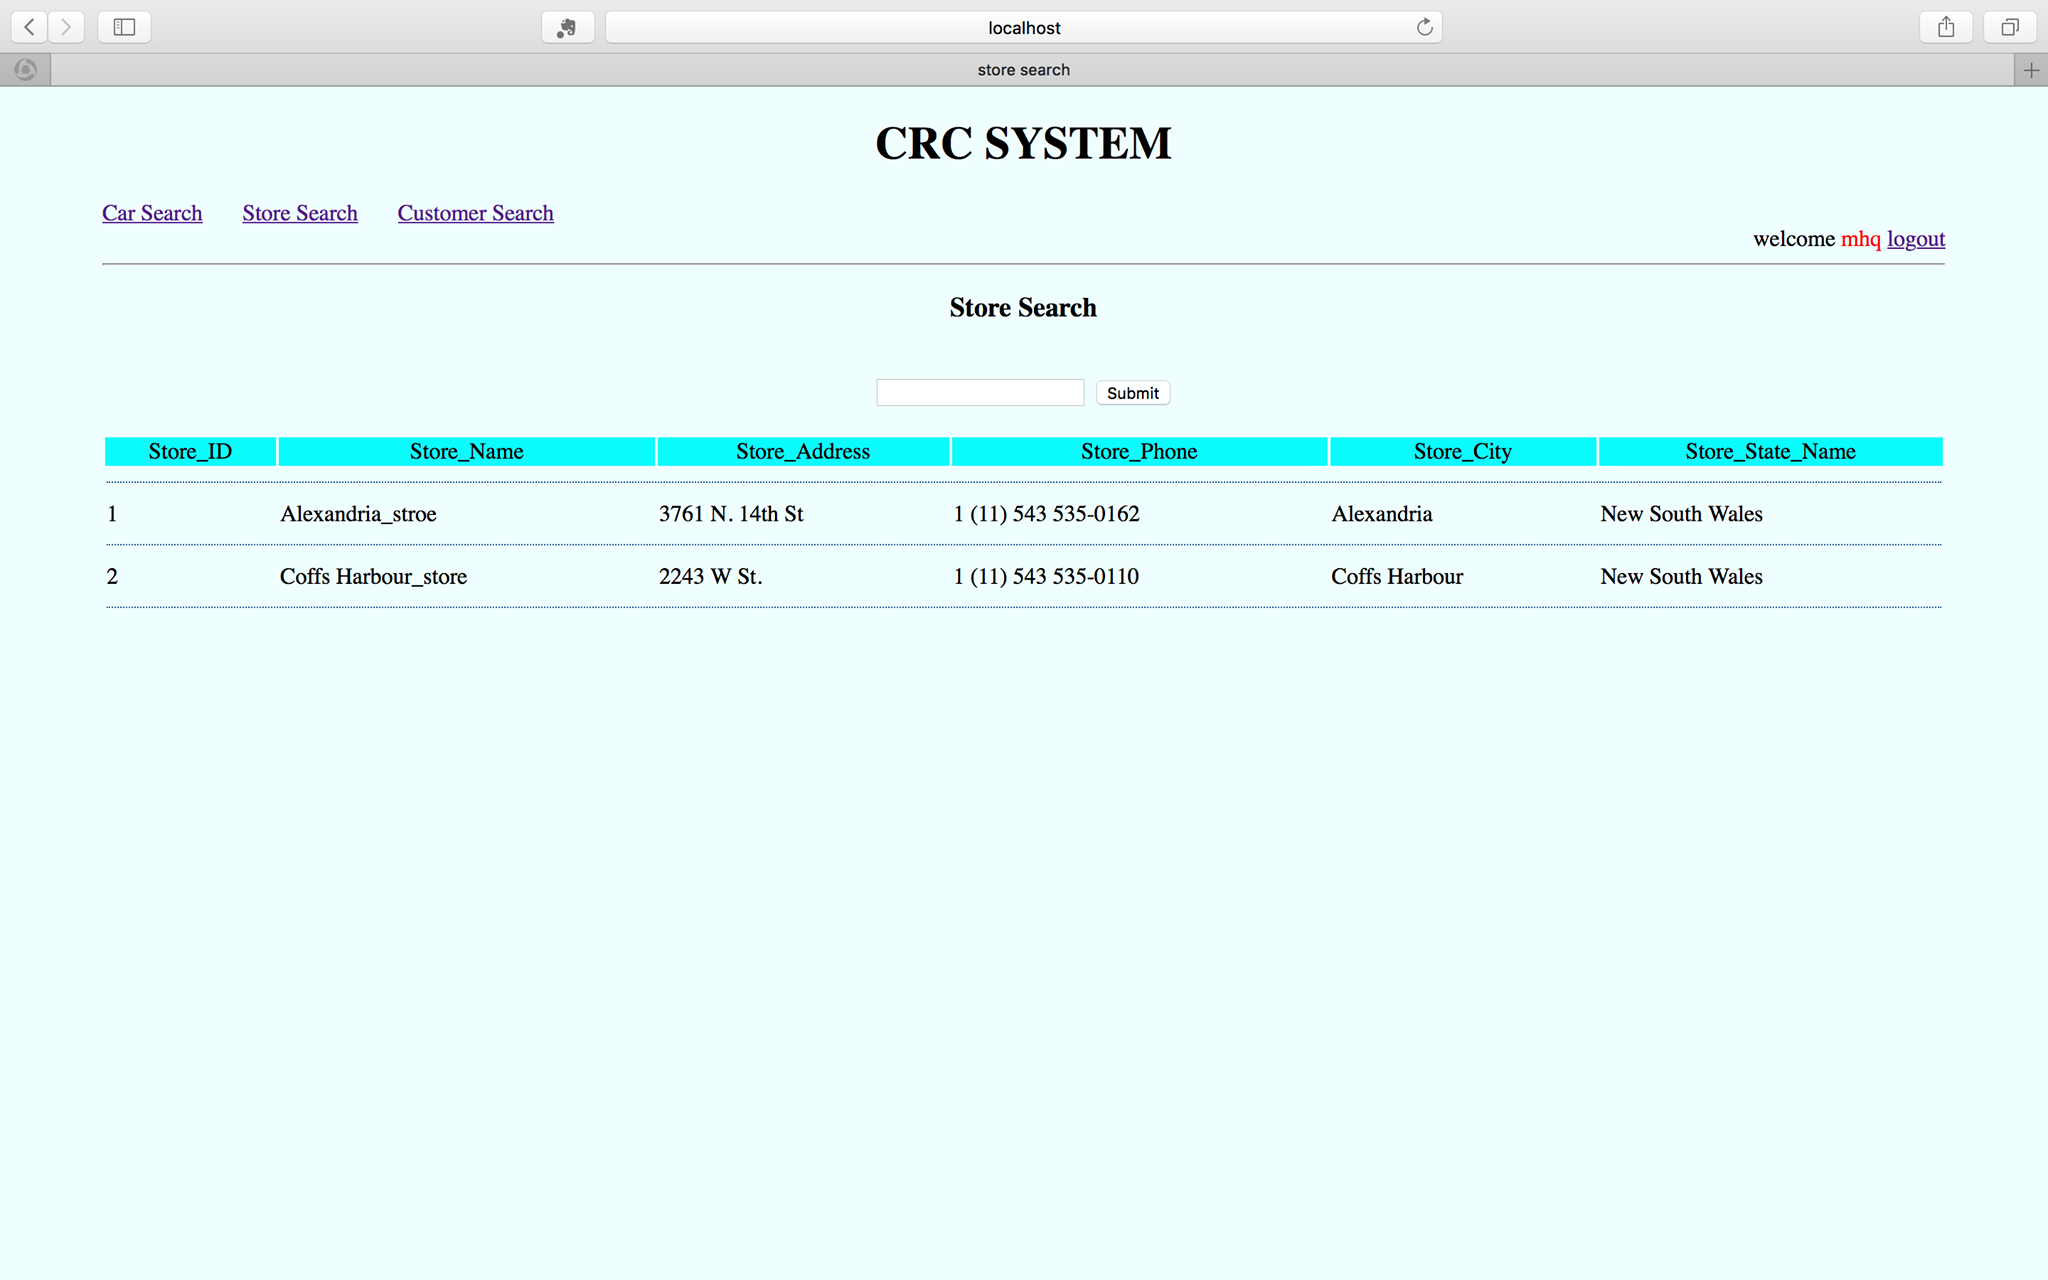 localhost
store search
CRC SYSTEM
Car Search Store Search Customer Search
welcome mhq logout
Store Search
Submit
Store_ID Store_Name Store_Address Store_Phone Store_City Store_State_Name
1 Alexandria_stroe 3761 N. 14th St 1 (11) 543 535-0162 Alexandria New South Wales
2 Coffs Harbour_store 2243 W St. 1 (11) 543 535-0110 Coffs Harbour New South Wales